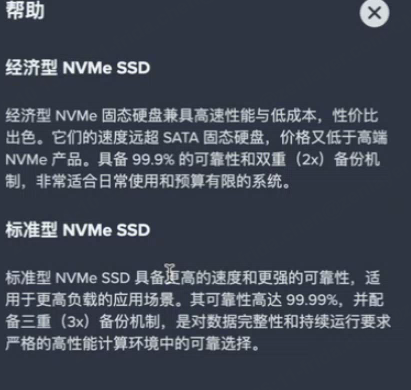 帮助
经济型 NVMe SSD
经济型 NVMe 固态硬盘兼具高速性能与低成本，性价比
出色。它们的速度远超 SATA 固态硬盘，价格又低于高端
NVMe 产品。具备 99.9% 的可靠性和双重（2x）备份机
制，非常适合日常使用和预算有限的系统。
标准型 NVMe SSD
标准型 NVMe SSD 具备更高的速度和更强的可靠性，适
用于更高负载的应用场景。其可靠性高达 99.99%，并配
备三重（3x）备份机制，是对数据完整性和持续运行要求
严格的高性能计算环境中的可靠选择。